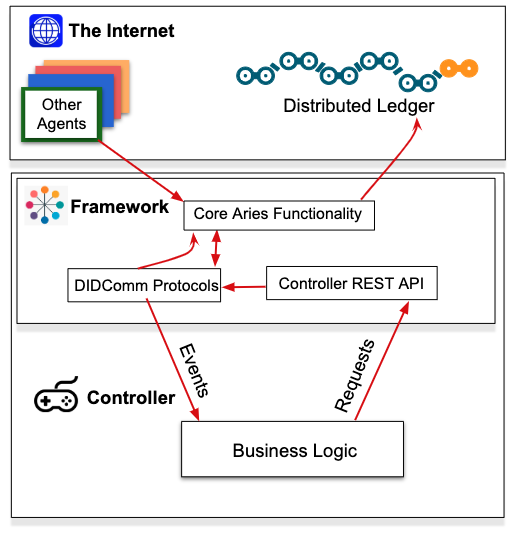 The Internet
Other
Agents
Distributed Ledger
Framework
Core Aries Functionality
DIDComm Protocols
Controller REST API
Events
Requests
Controller
Business Logic